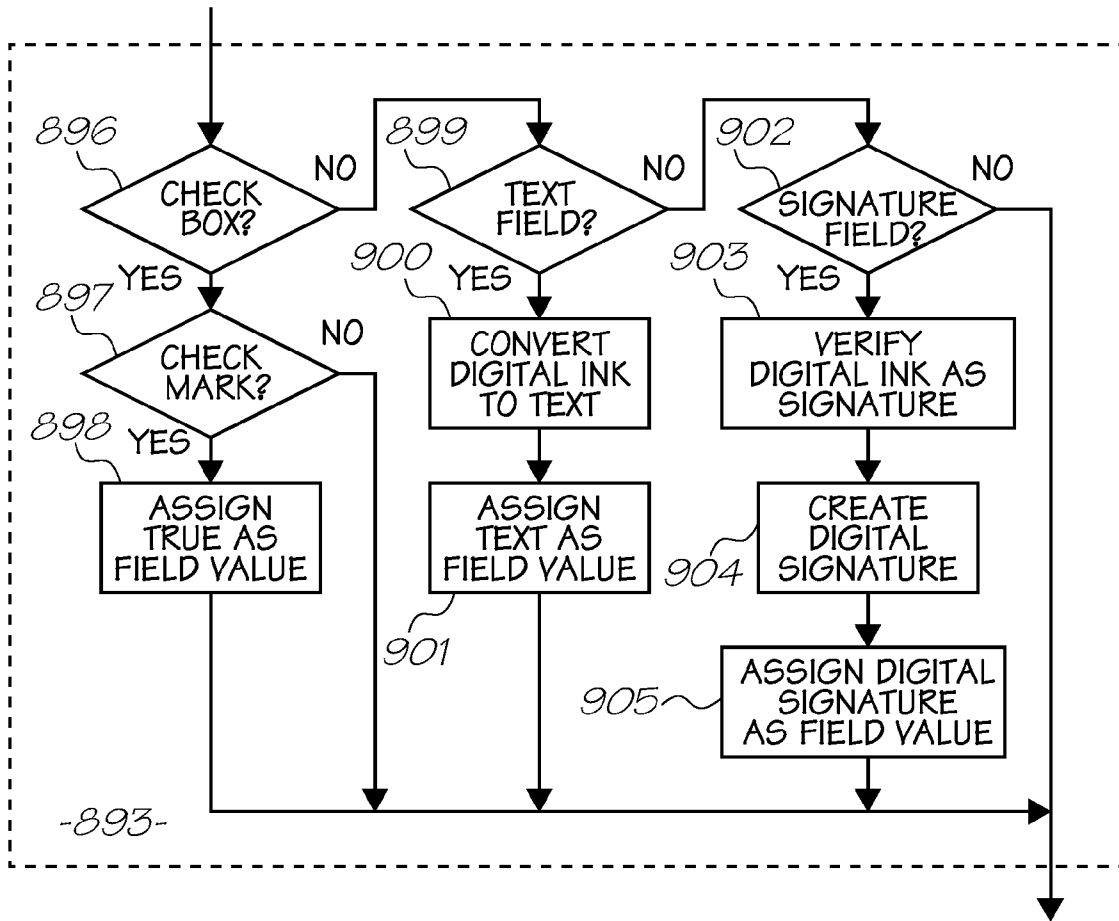 896
CHECK
BOX?
NO
YES
897
CHECK
MARK?
NO
YES
898
ASSIGN
TRUE AS
FIELD VALUE
899
TEXT
FIELD?
NO
YES
900
CONVERT
DIGITAL INK
TO TEXT
ASSIGN
TEXT AS
FIELD VALUE
901
902
SIGNATURE
FIELD?
NO
YES
903
VERIFY
DIGITAL INK AS
SIGNATURE
CREATE
DIGITAL
SIGNATURE
904
ASSIGN DIGITAL
SIGNATURE
AS FIELD VALUE
905
-893-